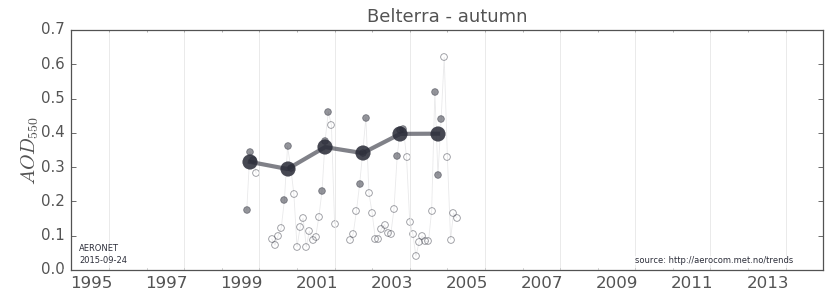 Belterra - autumn
0.7
0.6
0.5
0.4
0.3
0.2
0.1
0.0
AOD550
AERONET
2015-09-24
source: http://aerocom.met.no/trends
1995 1997 1999 2001 2003 2005 2007 2009 2011 2013